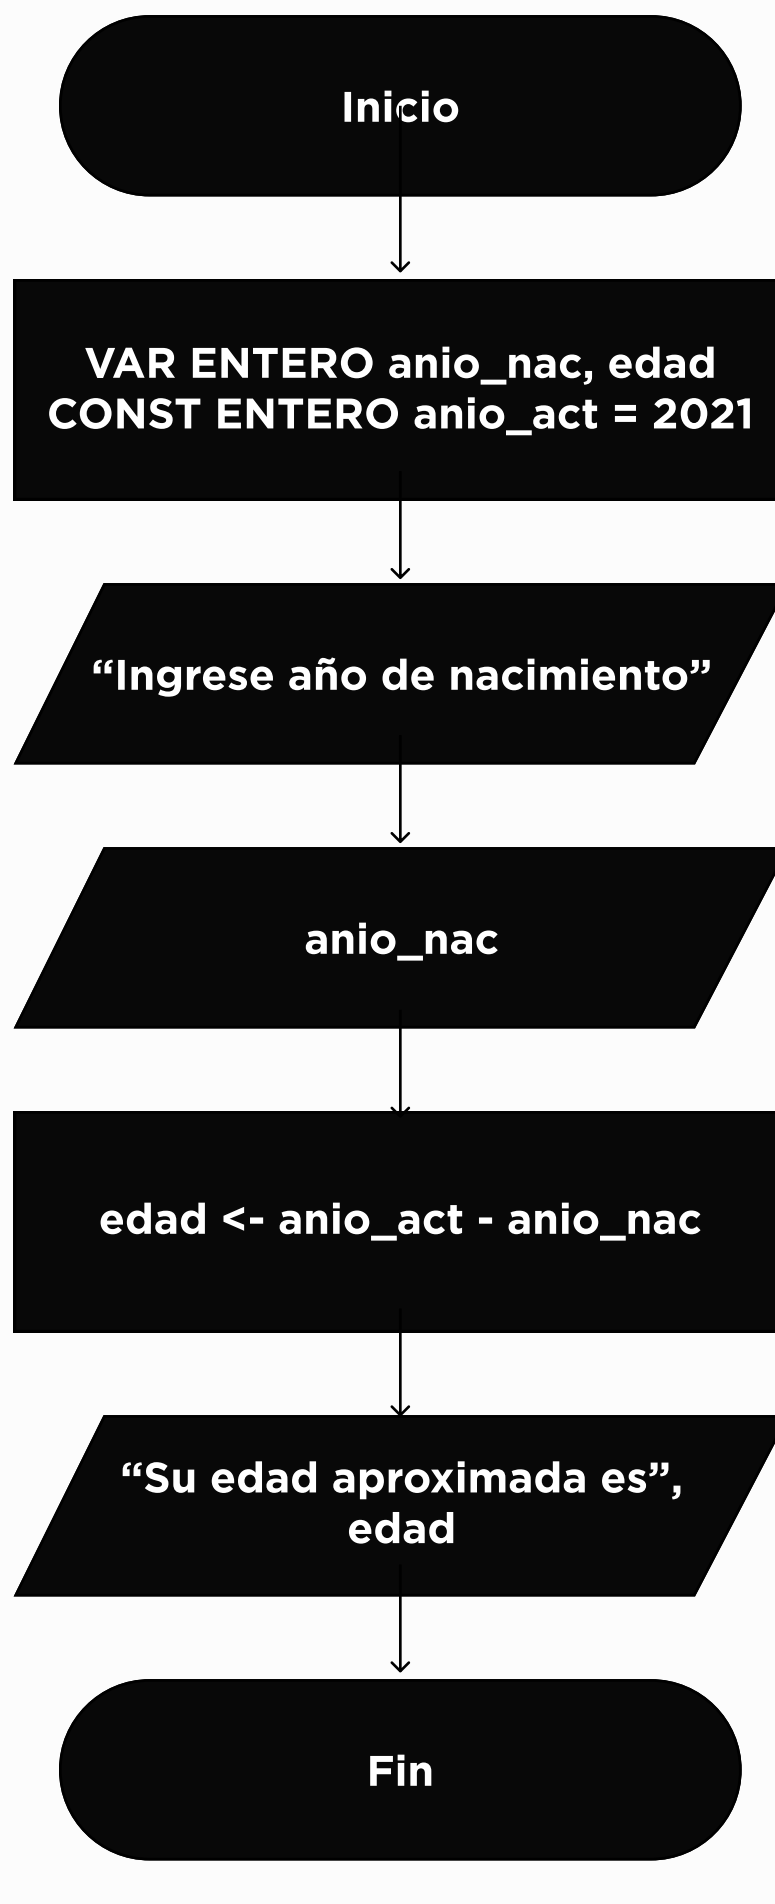 Inicio
VAR ENTERO anio_nac, edad
CONST ENTERO anio_act = 2021
“Ingrese año de nacimiento”
anio_nac
edad <- anio_act - anio_nac
“Su edad aproximada es”,
edad
Fin